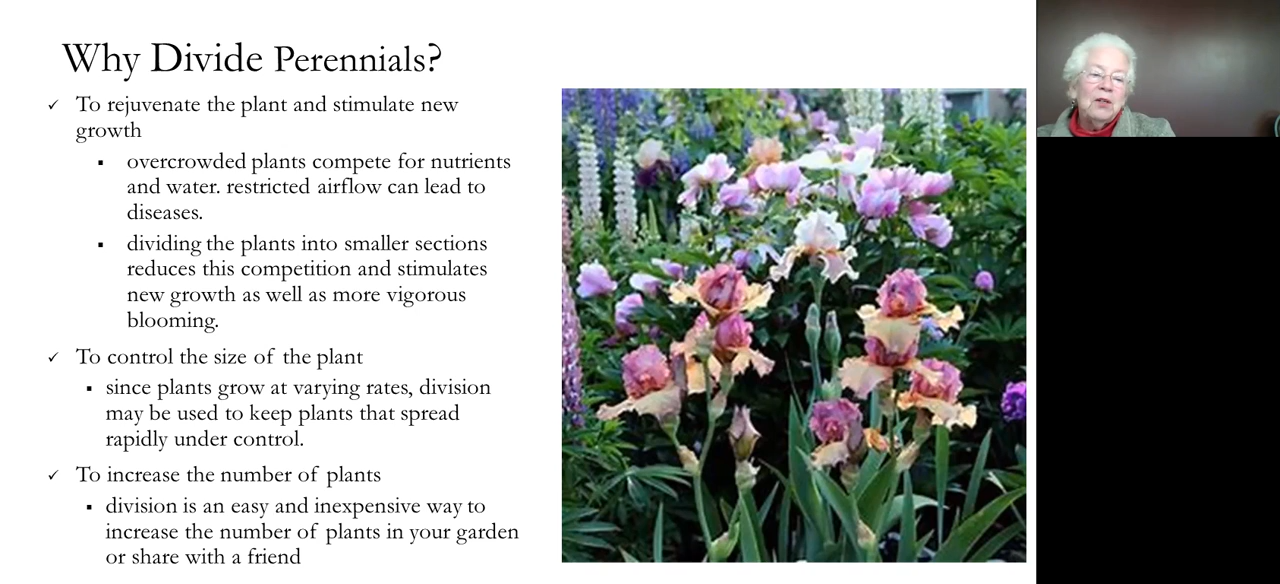 Why Divide Perennials?
To rejuvenate the plant and stimulate new
growth
overcrowded plants compete for nutrients
and water. restricted airflow can lead to
diseases.
dividing the plants into smaller sections
reduces this competition and stimulates
new growth as well as more vigorous
blooming.
To control the size of the plant
since plants grow at varying rates, division
may be used to keep plants that spread
rapidly under control.
To increase the number of plants
division is an easy and inexpensive way to
increase the number of plants in your garden
or share with a friend